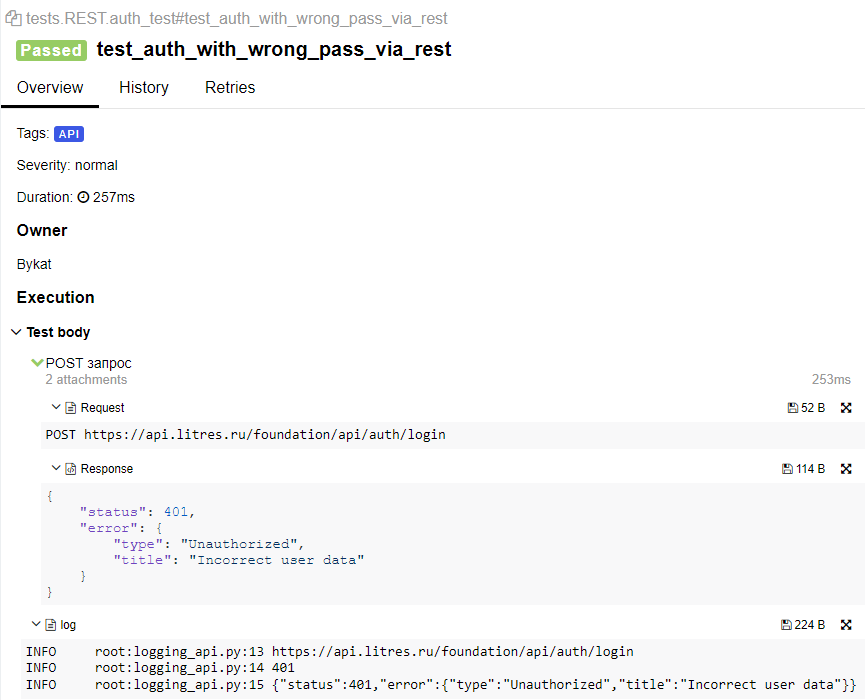 tests.REST.auth_test#test_auth_with_wrong_pass_via_rest
Passed test_auth_with_wrong_pass_via_rest
Overview History Retries
Tags: API
Severity: normal
Duration: 257ms
Owner
Bykat
Execution
Test body
POST запрос
2 attachments 253ms
Request 52 B
POST https://api.litres.ru/foundation/api/auth/login
Response 114 B
{
    "status": 401,
    "error": {
        "type": "Unauthorized",
        "title": "Incorrect user data"
    }
}
log 224 B
INFO     root:logging_api.py:13 https://api.litres.ru/foundation/api/auth/login
INFO     root:logging_api.py:14 401
INFO     root:logging_api.py:15 {"status":401,"error":{"type":"Unauthorized","title":"Incorrect user data"}}